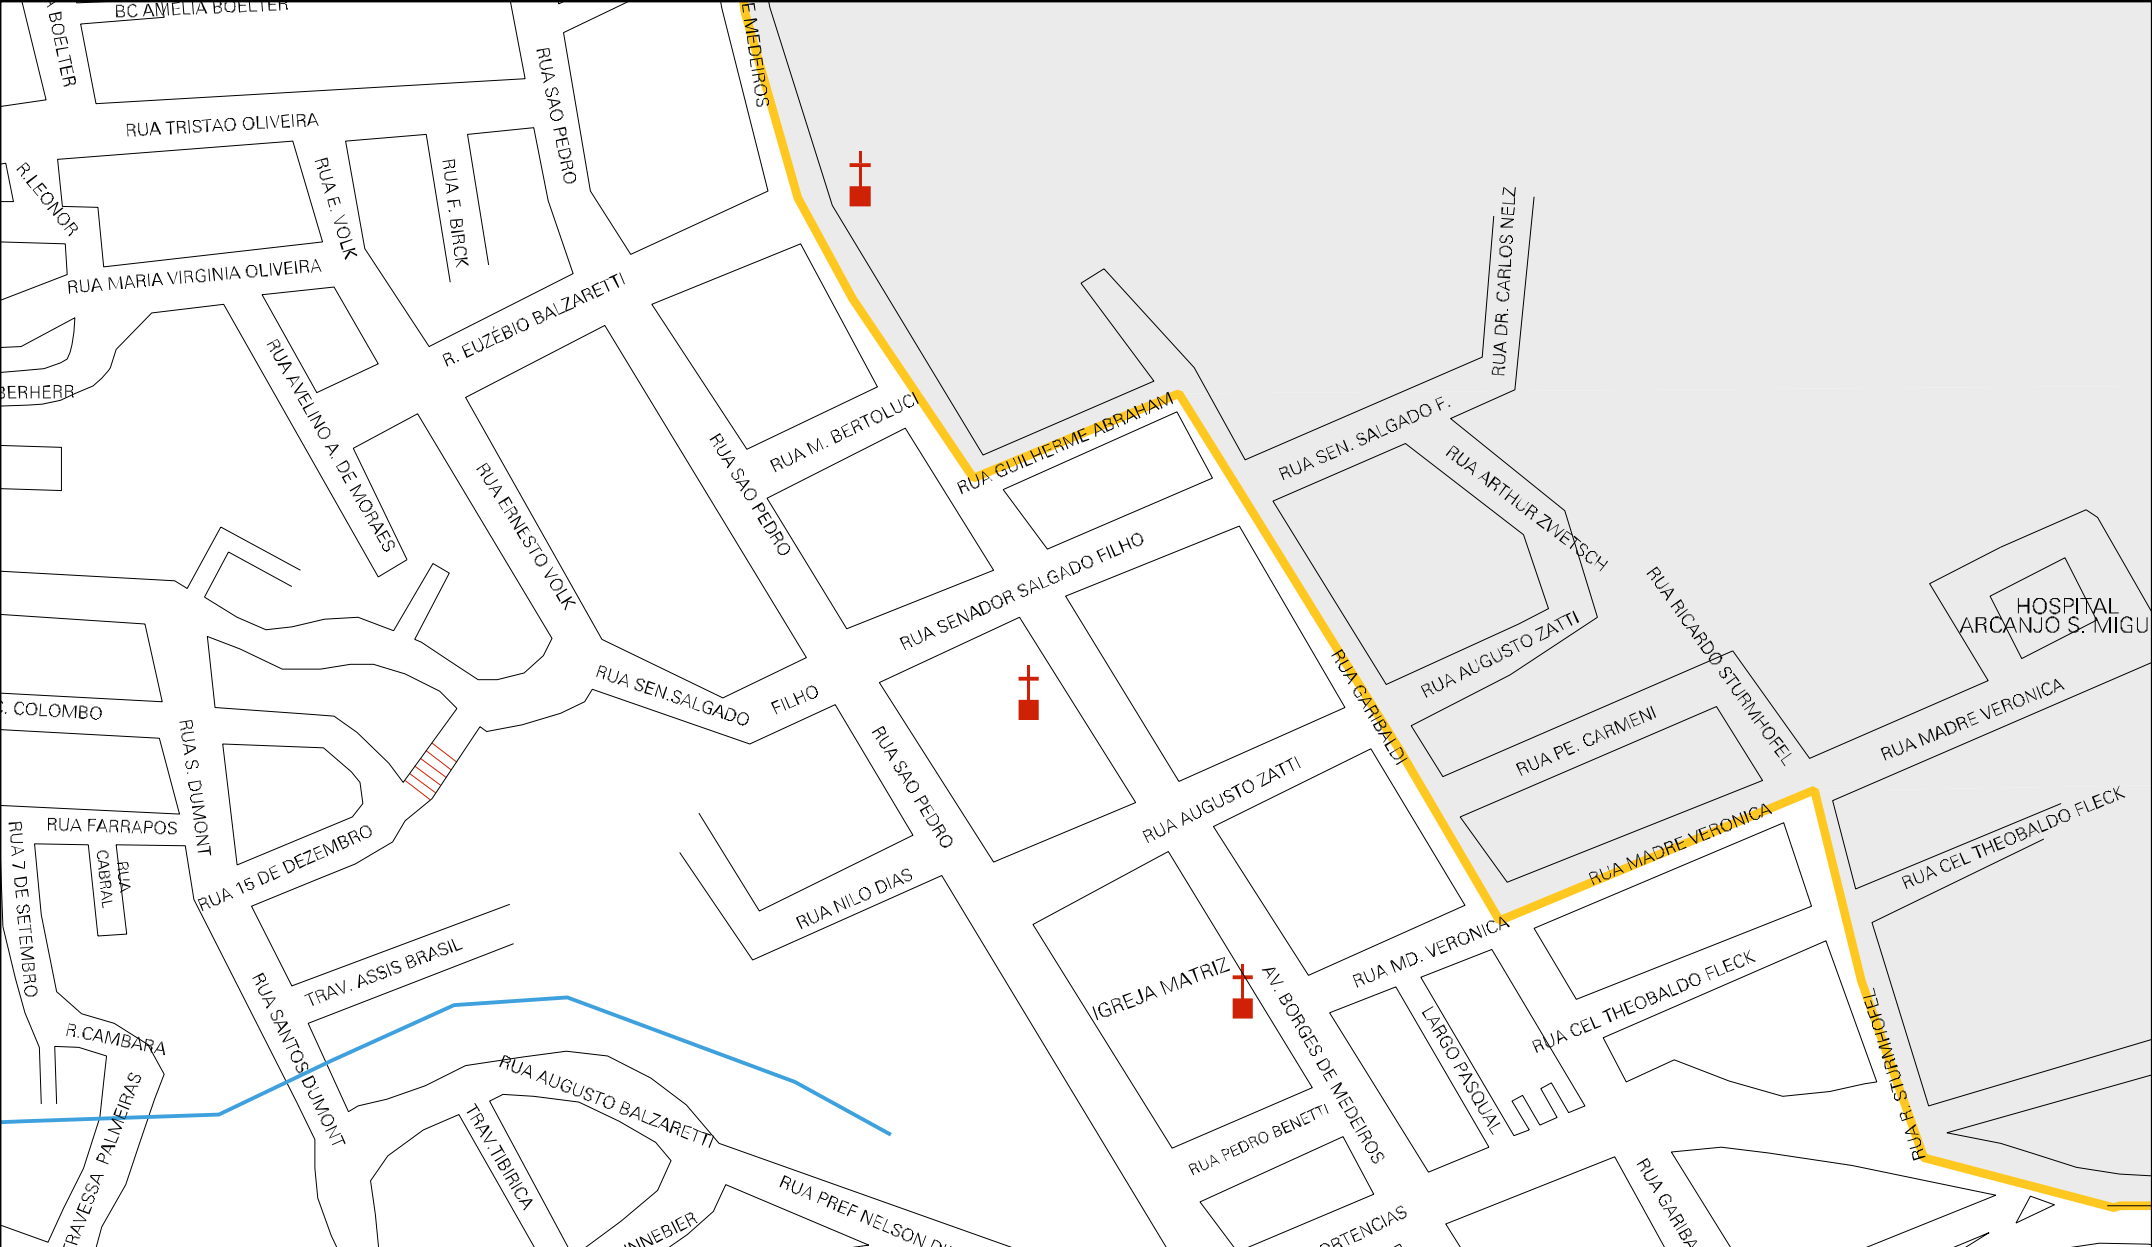 BC AMELIA BOELTER
BOELTER
E MEDEIROS
RUA SAO PEDRO
RUA TRISTAO OLIVEIRA
R.LEONOR
RUA E. VOLK
RUA F. BIRCK
RUA MARIA VIRGINIA OLIVEIRA
R. EUZÉBIO BALZARETTI
RUA DR. CARLOS NELZ
BERHERR
RUA AVELINO A. DE MORAES
RUA M. BERTOLUCI
RUA GUILHERME ABRAHAM
RUA SEN. SALGADO F.
RUA ARTHUR ZWETSCH
RUA SAO PEDRO
RUA ERNESTO VOLK
RUA SENADOR SALGADO FILHO
RUA RICARDO STURMHOFEL
HOSPITAL
ARCANJO S. MIGU
RUA AUGUSTO ZATTI
RUA GARIBALDI
RUA SEN.SALGADO
FILHO
RUA PE. CARMENI
RUA MADRE VERONICA
C. COLOMBO
RUA S. DUMONT
RUA SAO PEDRO
RUA AUGUSTO ZATTI
RUA FARRAPOS
RUA 7 DE SETEMBRO
RUA
CABRAL
RUA 15 DE DEZEMBRO
RUA NILO DIAS
RUA MADRE VERONICA
RUA CEL THEOBALDO FLECK
TRAV. ASSIS BRASIL
RUA MD. VERONICA
IGREJA MATRIZ
AV. BORGES DE MEDEIROS
RUA CEL THEOBALDO FLECK
LARGO PASQUAL
RUA R. STURMHOFEL
RUA SANTOS DUMONT
R.CAMBARA
TRAVESSA PALMEIRAS
RUA AUGUSTO BALZARETTI
TRAV.TIBIRICA
RUA PEDRO BENETTI
RUA PREF NELSON DI
NNEBIER
ORTENCIAS
RUA GARIBA